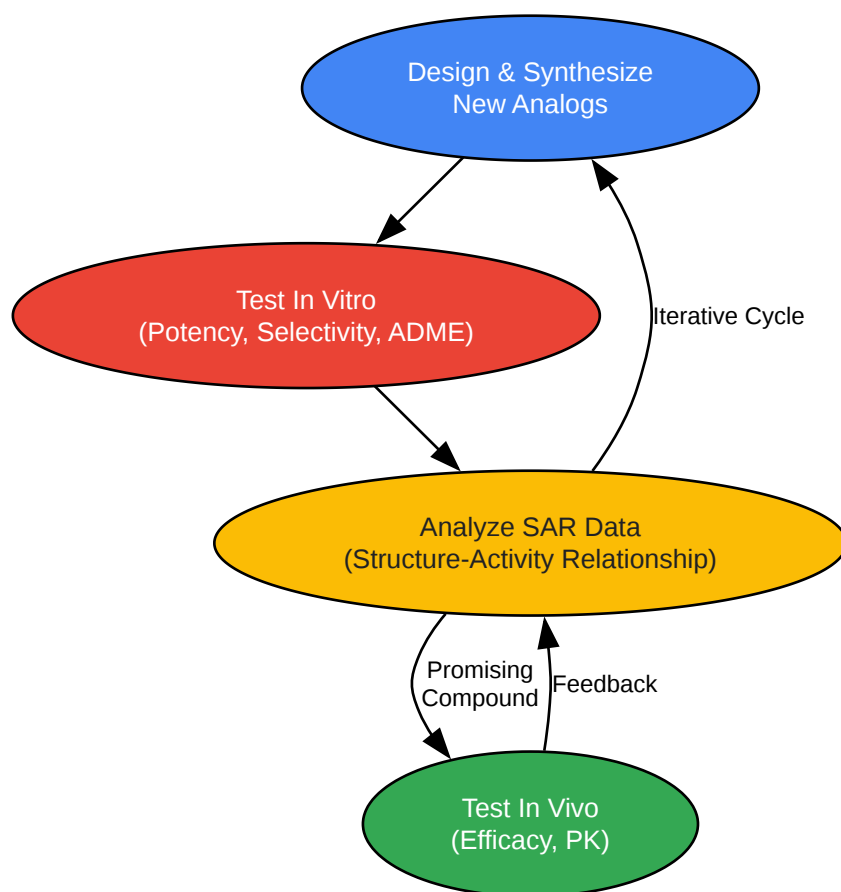 Design & Synthesize
New Analogs
Test In Vitro
(Potency, Selectivity, ADME)
Iterative Cycle
Analyze SAR Data
(Structure-Activity Relationship)
Promising
Compound
Feedback
Test In Vivo
(Efficacy, PK)